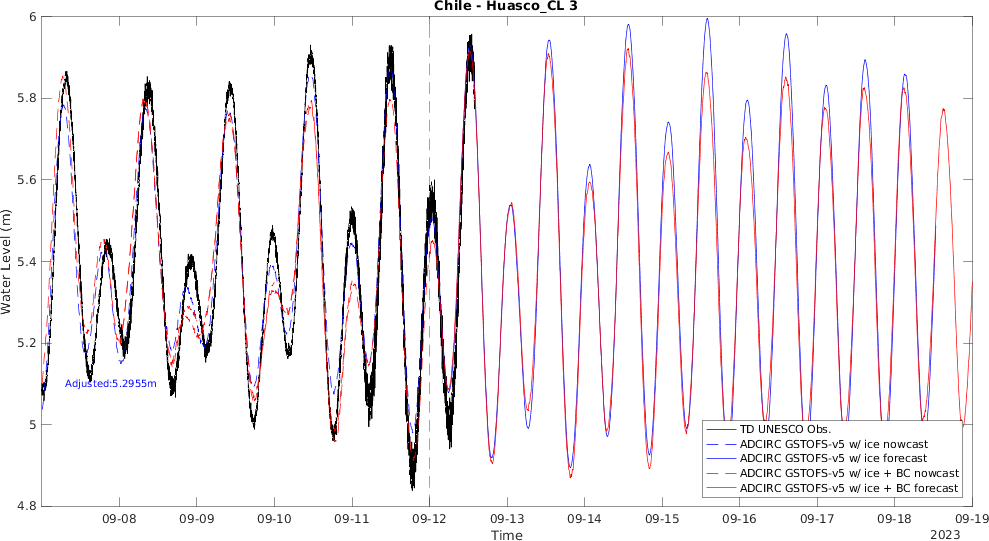 Chile - Huasco_CL 3
6
5.8
5.6
5.4
5.2
5
4.8
Water Level (m)
Adjusted:5.2955m
TD UNESCO Obs.
ADCIRC GSTOFS-v5 w/ ice nowcast
ADCIRC GSTOFS-v5 w/ ice forecast
ADCIRC GSTOFS-v5 w/ ice + BC nowcast
ADCIRC GSTOFS-v5 w/ ice + BC forecast
09-08 09-09 09-10 09-11 09-12 09-13 09-14 09-15 09-16 09-17 09-18 09-19
Time
2023